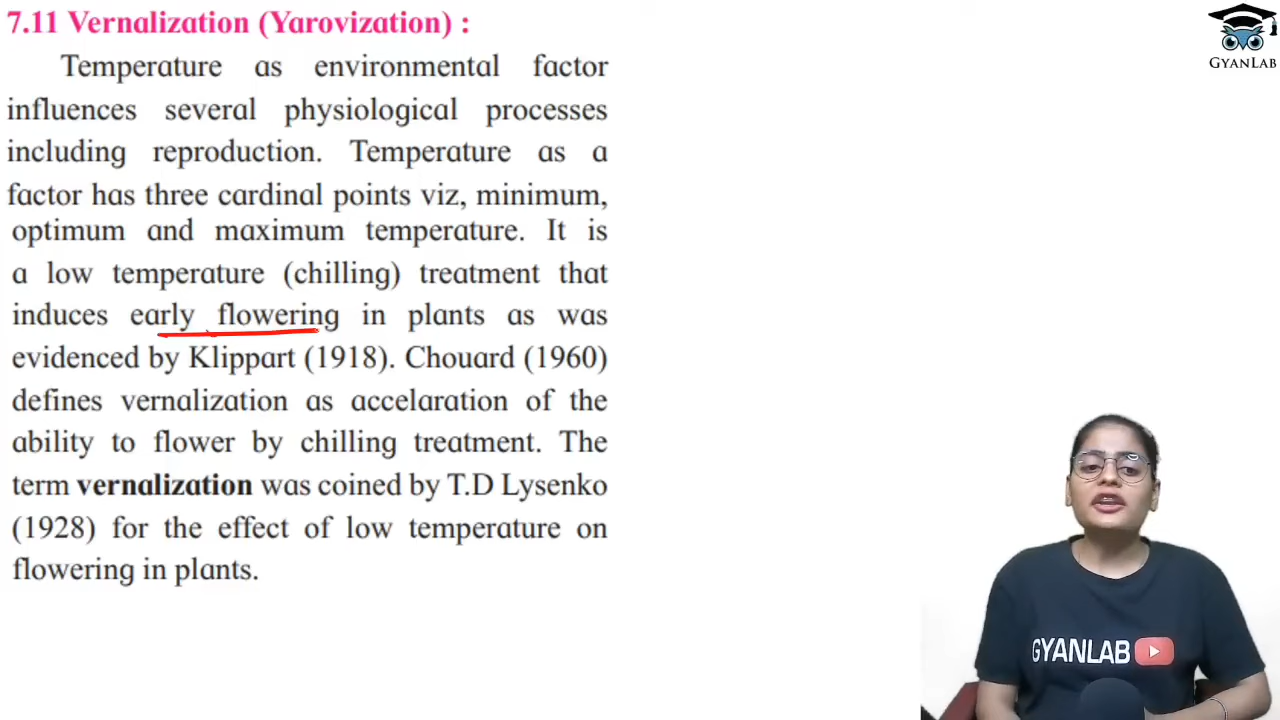 7.11 Vernalization (Yarovization) :
Temperature as environmental factor
influences several physiological processes
including reproduction. Temperature as a
factor has three cardinal points viz, minimum,
optimum and maximum temperature. It is
a low temperature (chilling) treatment that
induces early flowering in plants as was
evidenced by Klippart (1918). Chouard (1960)
defines vernalization as accelaration of the
ability to flower by chilling treatment. The
term vernalization was coined by T.D Lysenko
(1928) for the effect of low temperature on
flowering in plants.
GYANLAB
GYANLAB